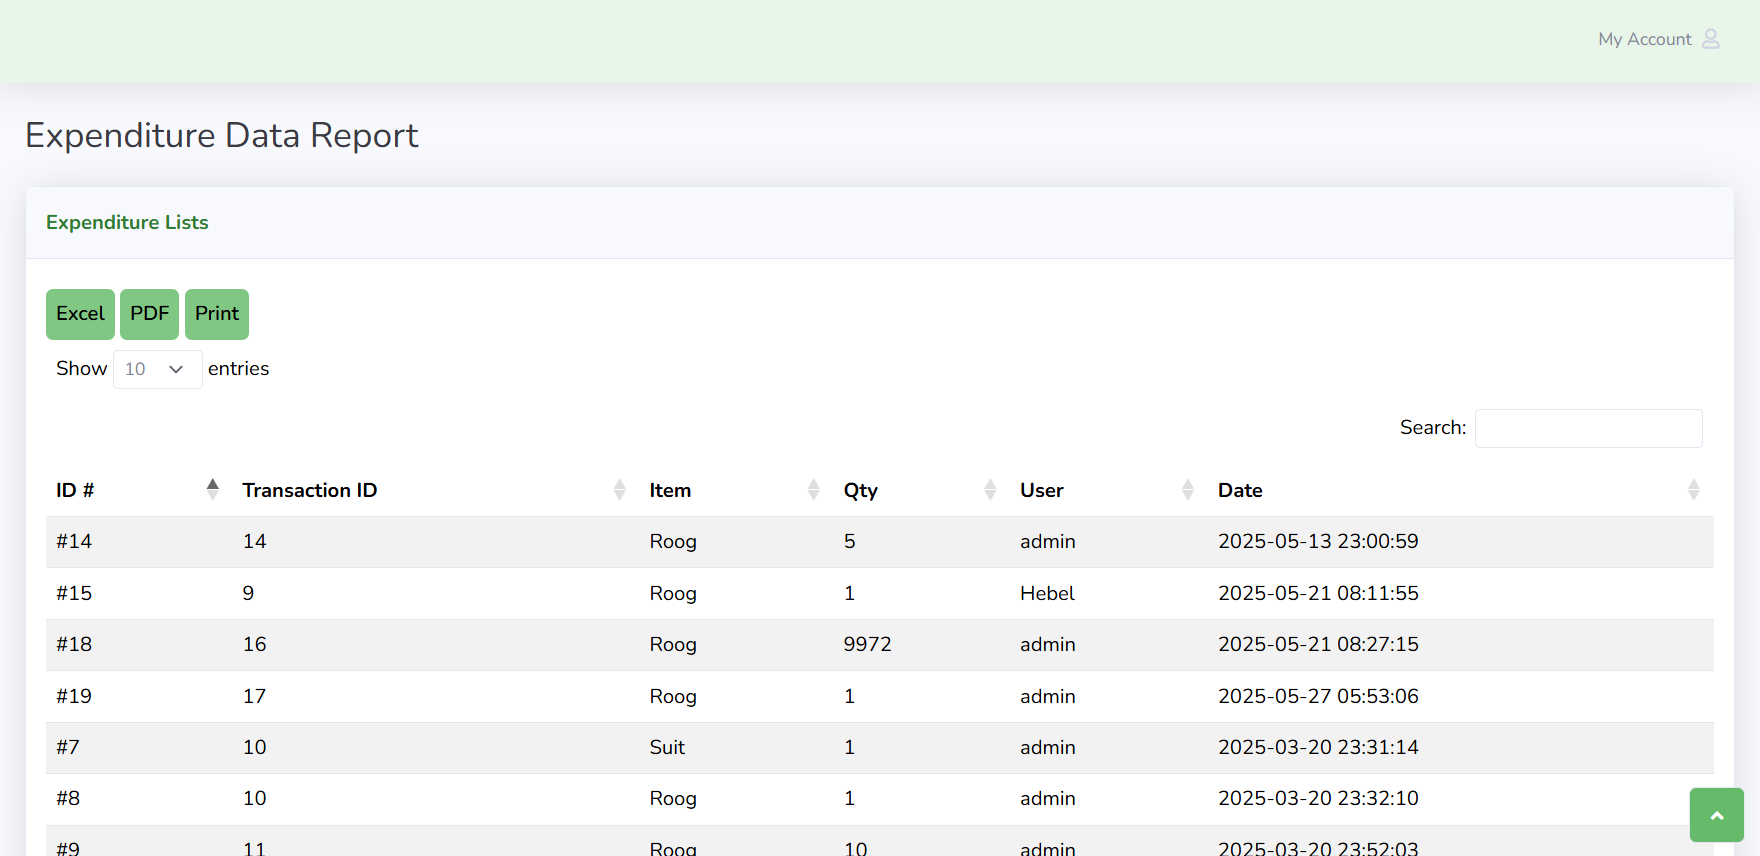 My Account
Expenditure Data Report
Expenditure Lists
Excel PDF Print
Show 10 entries
Search:
ID # Transaction ID Item Qty User Date
#14 14 Roog 5 admin 2025-05-13 23:00:59
#15 9 Roog 1 Hebel 2025-05-21 08:11:55
#18 16 Roog 9972 admin 2025-05-21 08:27:15
#19 17 Roog 1 admin 2025-05-27 05:53:06
#7 10 Suit 1 admin 2025-03-20 23:31:14
#8 10 Roog 1 admin 2025-03-20 23:32:10
#9 11 Roog 10 admin 2025-03-20 23:52:03